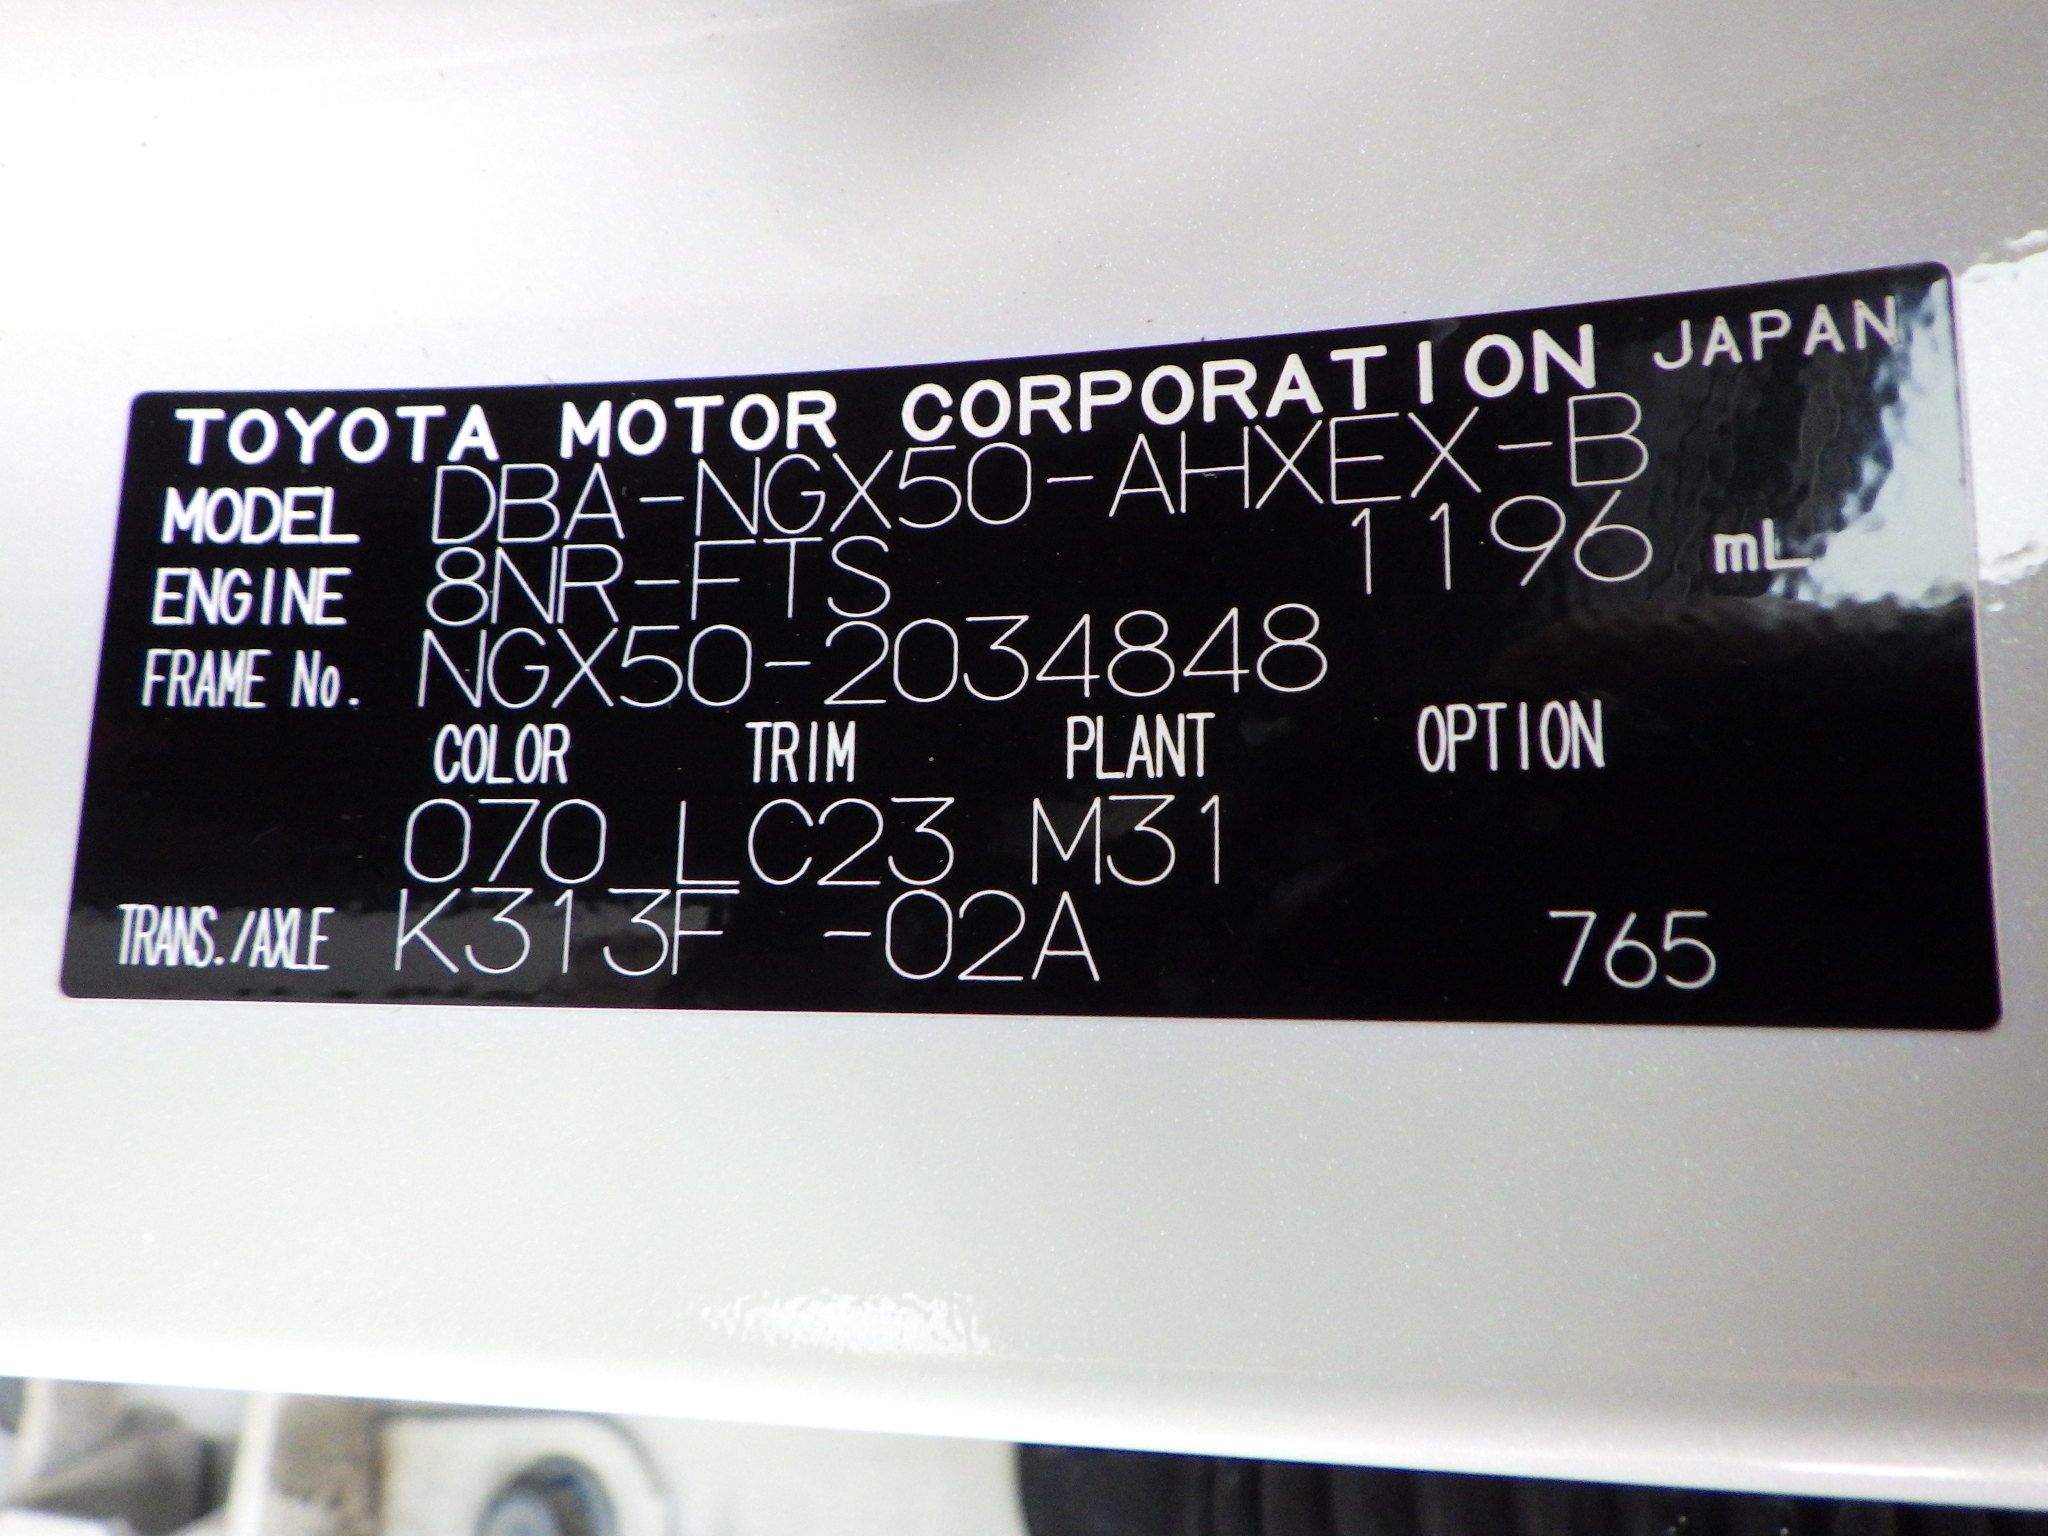 TOYOTA MOTOR CORPORATION JAPAN
MODEL DBA-NGX50-AHXEX-B
ENGINE 8NR-FTS 1196 mL
FRAME No. NGX50-2034848
COLOR TRIM PLANT OPTION
070 LC23 M31
TRANS./AXLE K313F -02A 765